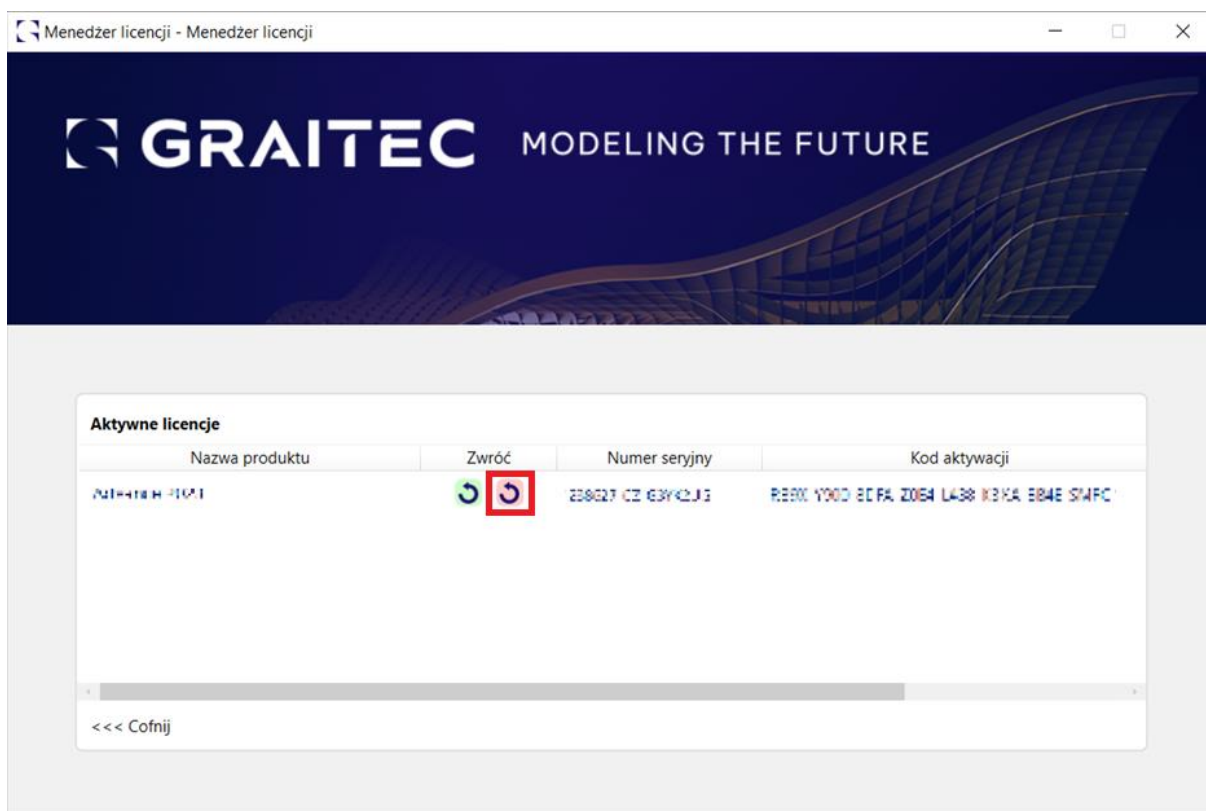 Menedżer licencji - Menedżer licencji
GRAITEC MODELING THE FUTURE
Aktywne licencje
Nazwa produktu Zwróć Numer seryjny Kod aktywacji
<<< Cofnij